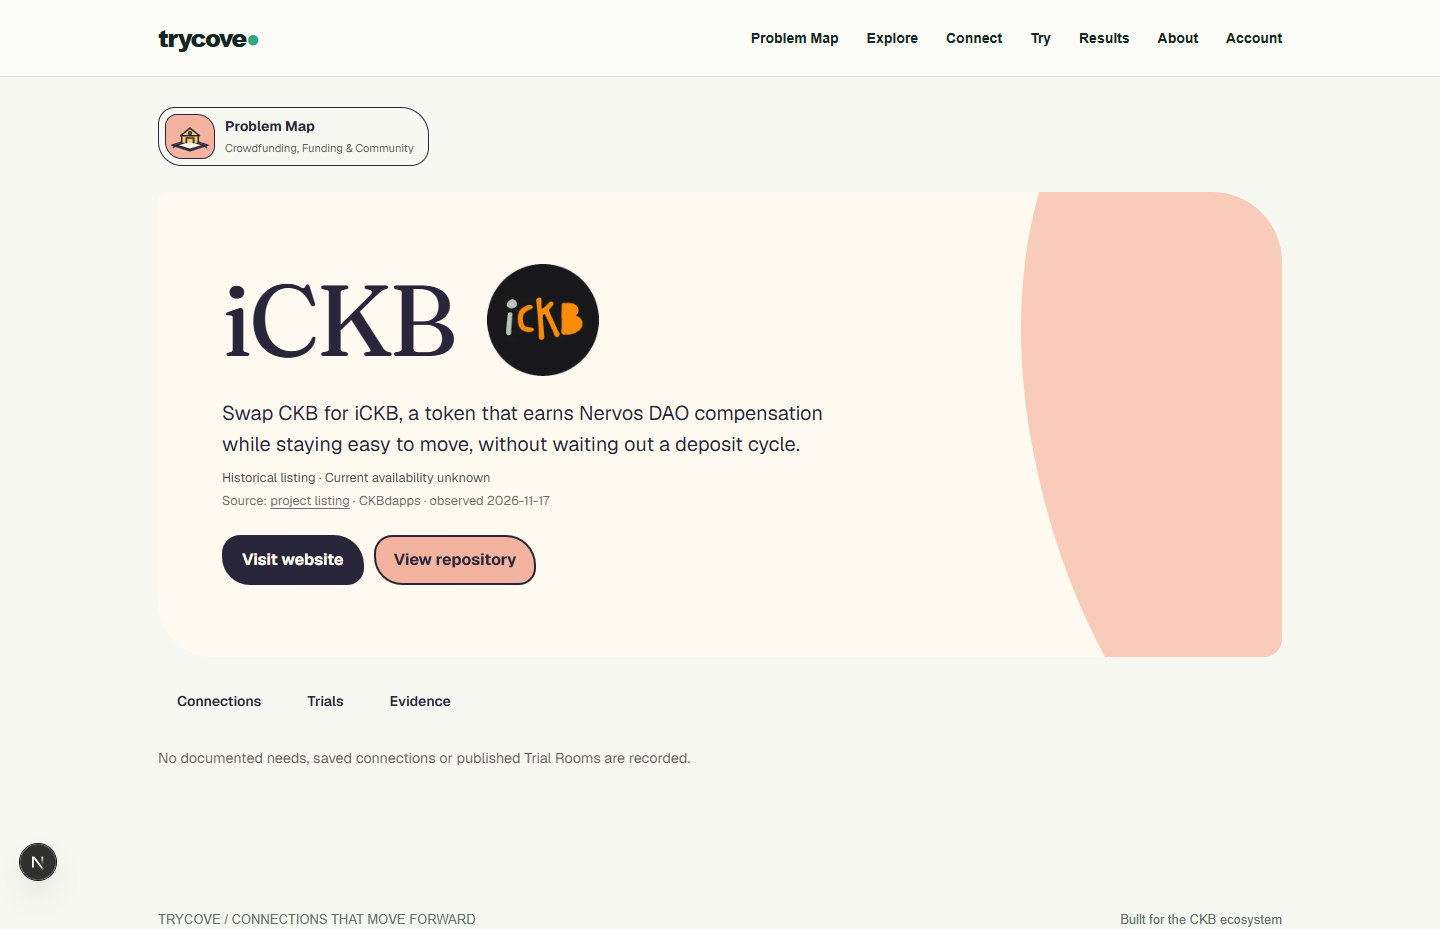 trycove
Problem Map Explore Connect Try Results About Account
Problem Map
Crowdfunding, Funding & Community
iCKB
iCKB
Swap CKB for iCKB, a token that earns Nervos DAO compensation
while staying easy to move, without waiting out a deposit cycle.
Historical listing · Current availability unknown
Source: project listing · CKBdapps · observed 2026-11-17
Visit website View repository
Connections Trials Evidence
No documented needs, saved connections or published Trial Rooms are recorded.
N
TRYCOVE / CONNECTIONS THAT MOVE FORWARD Built for the CKB ecosystem